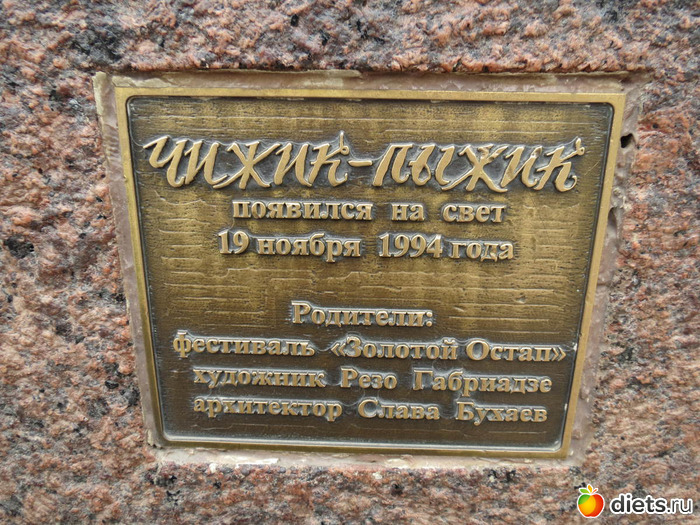 ЧИЖИК-ПЫЖИК
появился на свет
19 ноября 1994 года
Родители:
фестиваль «Золотой Остап»
художник Резо Габриадзе
архитектор Слава Бухаев
diets.ru